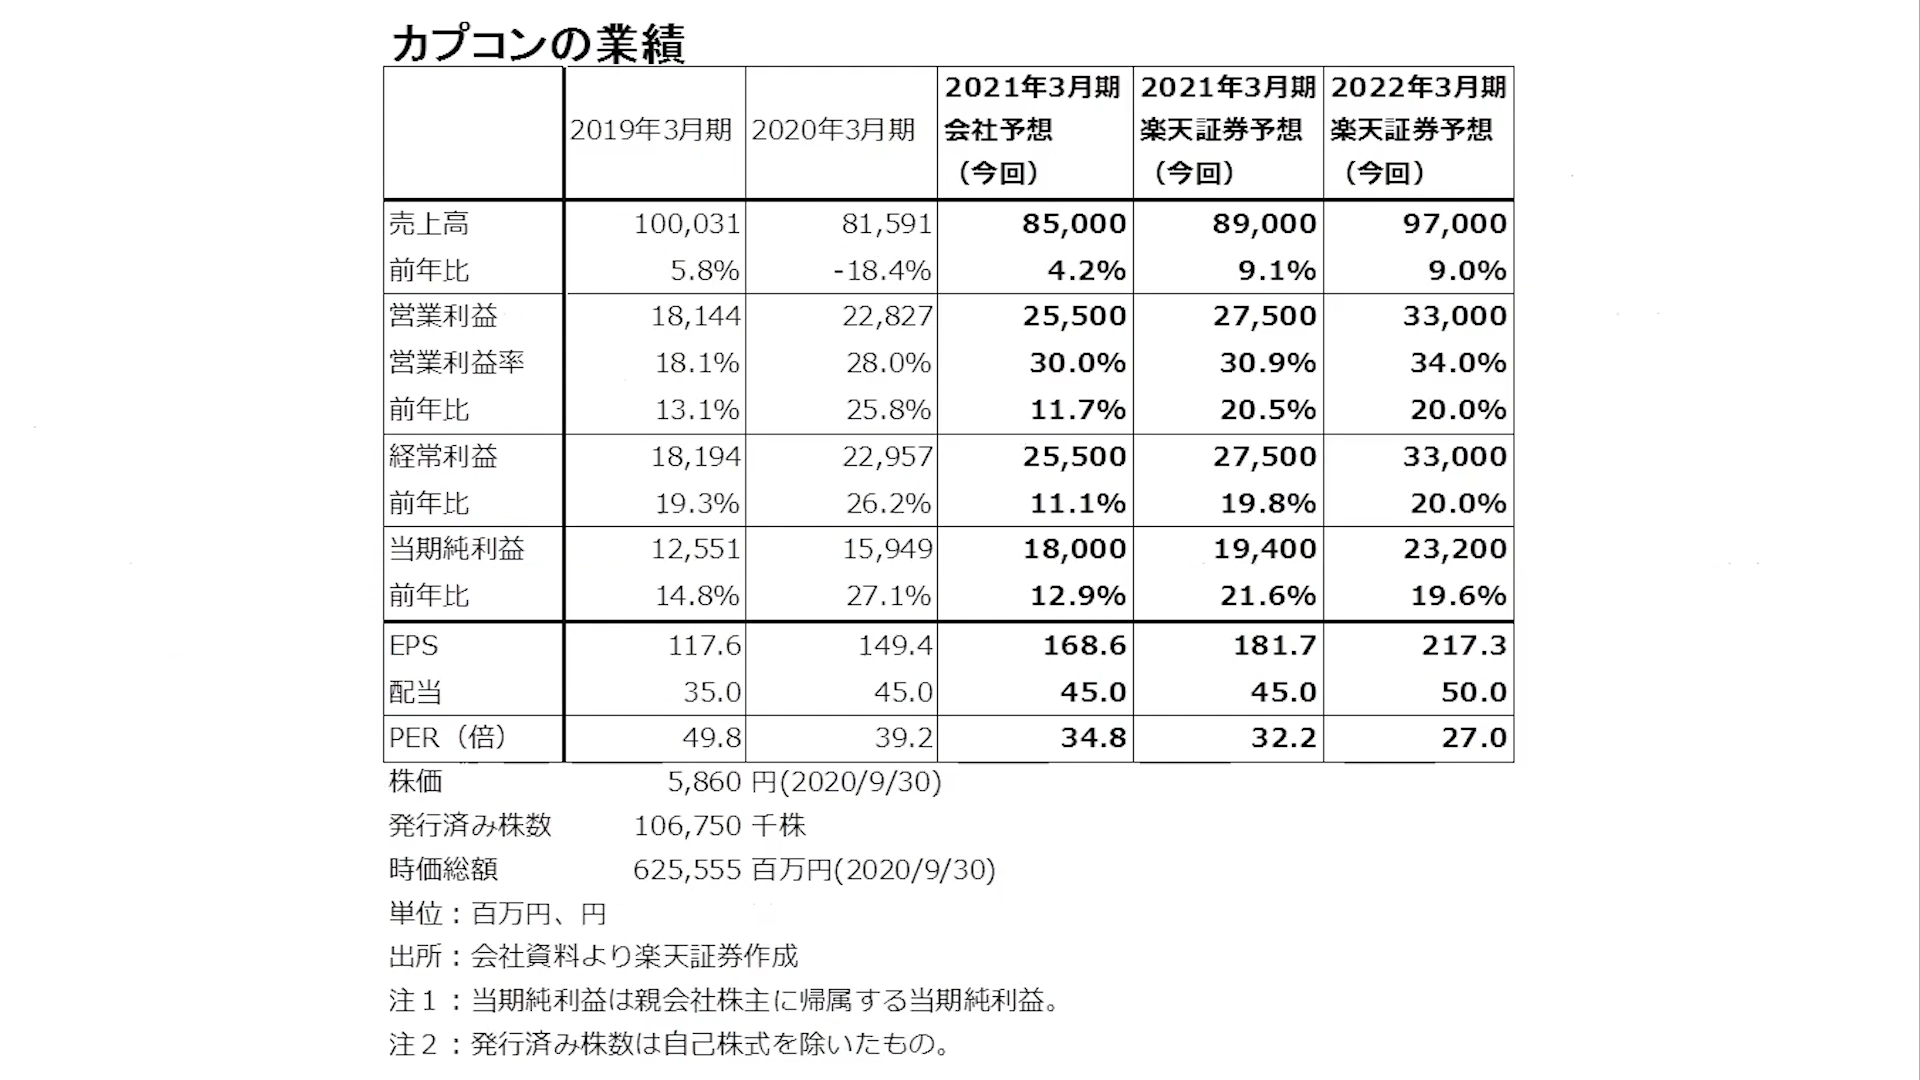 カプコンの業績
2019年3月期 2020年3月期 2021年3月期 会社予想 (今回) 2021年3月期 楽天証券予想 (今回) 2022年3月期 楽天証券予想 (今回)
売上高 100,031 81,591 85,000 89,000 97,000
前年比 5.8% -18.4% 4.2% 9.1% 9.0%
営業利益 18,144 22,827 25,500 27,500 33,000
営業利益率 18.1% 28.0% 30.0% 30.9% 34.0%
前年比 13.1% 25.8% 11.7% 20.5% 20.0%
経常利益 18,194 22,957 25,500 27,500 33,000
前年比 19.3% 26.2% 11.1% 19.8% 20.0%
当期純利益 12,551 15,949 18,000 19,400 23,200
前年比 14.8% 27.1% 12.9% 21.6% 19.6%
EPS 117.6 149.4 168.6 181.7 217.3
配当 35.0 45.0 45.0 45.0 50.0
PER（倍） 49.8 39.2 34.8 32.2 27.0
株価 5,860 円(2020/9/30)
発行済み株数 106,750 千株
時価総額 625,555 百万円(2020/9/30)
単位：百万円、円
出所：会社資料より楽天証券作成
注１：当期純利益は親会社株主に帰属する当期純利益。
注２：発行済み株数は自己株式を除いたもの。